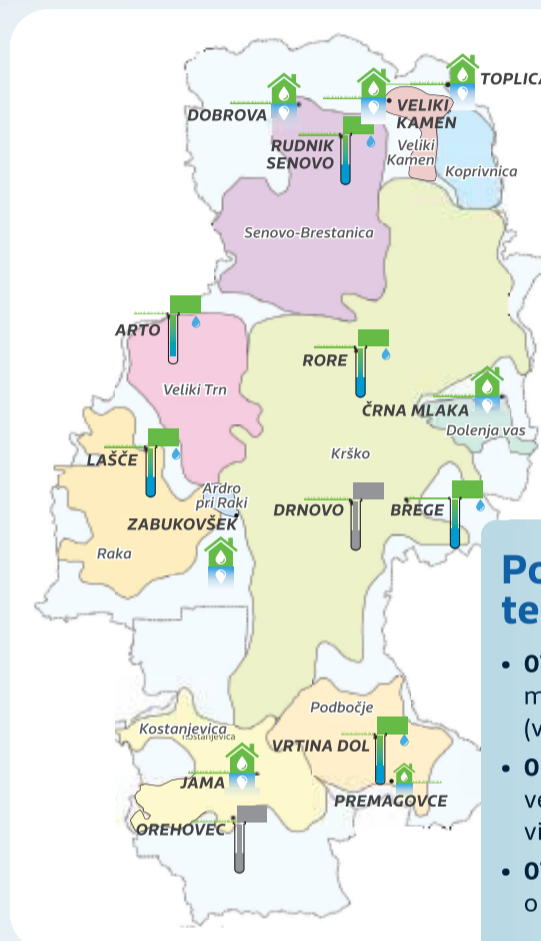 TOPLICA
DOBROVA
VELIKI
KAMEN
RUDNIK
SENOVO
Veliki
Kamen
Koprivnica
Senovo-Brestanica
ARTO
RORE
Veliki Trn
ČRNA MLAKA
Dolenja vas
LAŠČE
Krško
Ardro
pri Raki
DRNOVO
BREGE
ZABUKOVŠEK
Raka
Podbočje
Kostanjevica
Kostanjevica
VRTINA DOL
JAMA
PREMAGOVCE
OREHOVEC
Po
te
• 0
m
(v
• 0
ve
vi
• 0
o